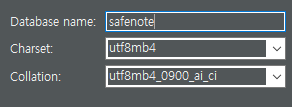 Database name: safenote
Charset: utf8mb4
Collation: utf8mb4_0900_ai_ci